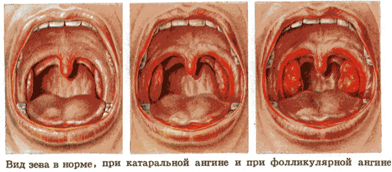 Вид зева в норме, при катаральной ангине и при фолликулярной ангине